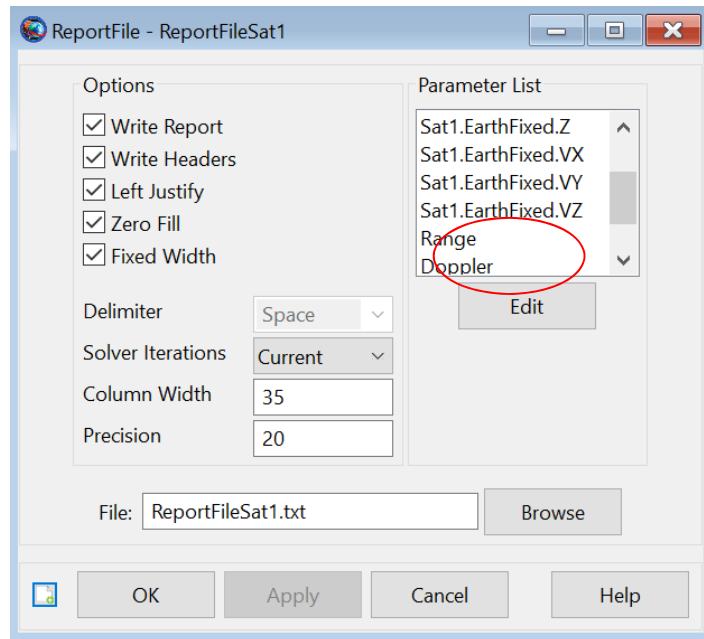 ReportFile - ReportFileSat1
Options
Write Report
Write Headers
Left Justify
Zero Fill
Fixed Width
Delimiter Space
Solver Iterations Current
Column Width 35
Precision 20
Parameter List
Sat1.EarthFixed.Z
Sat1.EarthFixed.VX
Sat1.EarthFixed.VY
Sat1.EarthFixed.VZ
Range
Doppler
Edit
File: ReportFileSat1.txt Browse
OK Apply Cancel Help